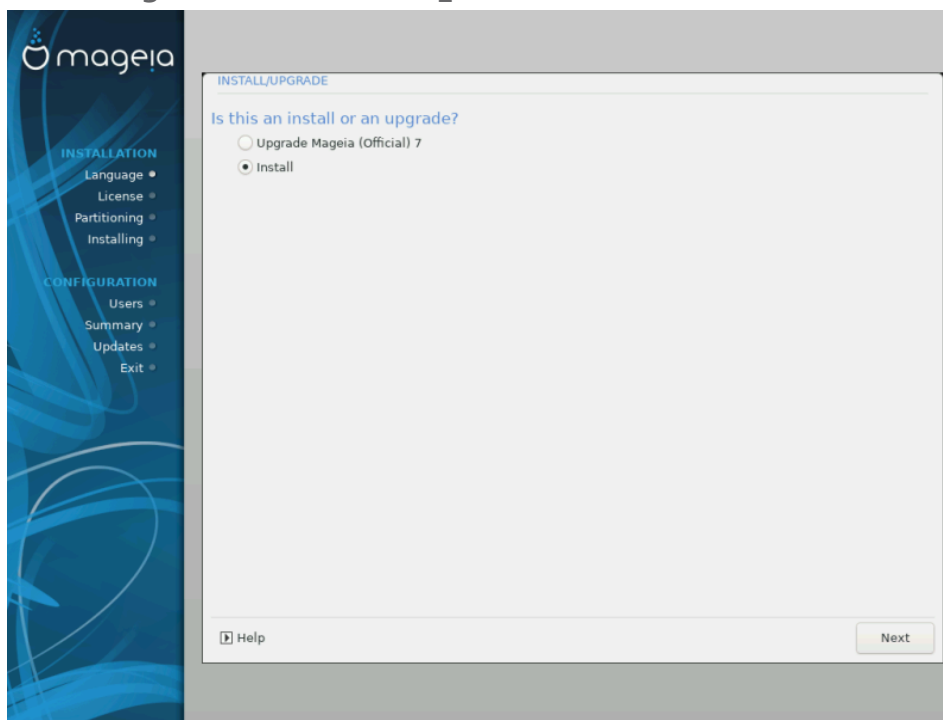 mageia
INSTALLATION
Language
License
Partitioning
Installing
CONFIGURATION
Users
Summary
Updates
Exit
INSTALL/UPGRADE
Is this an install or an upgrade?
Upgrade Mageia (Official) 7
Install
Help
Next